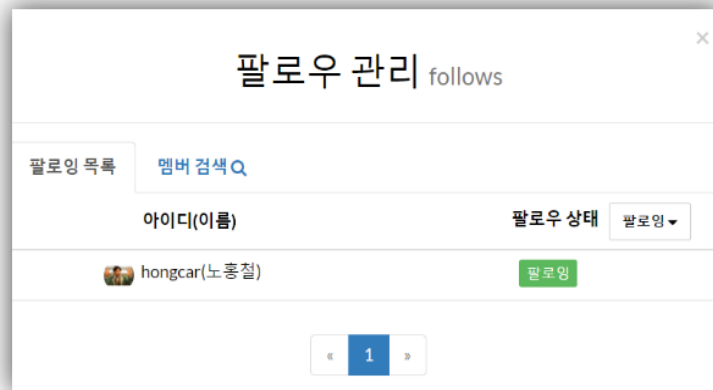 ×
팔로우 관리 follows
팔로잉 목록 멤버 검색
아이디(이름) 팔로우 상태 팔로잉
hongcar(노홍철) 팔로잉
« 1 »